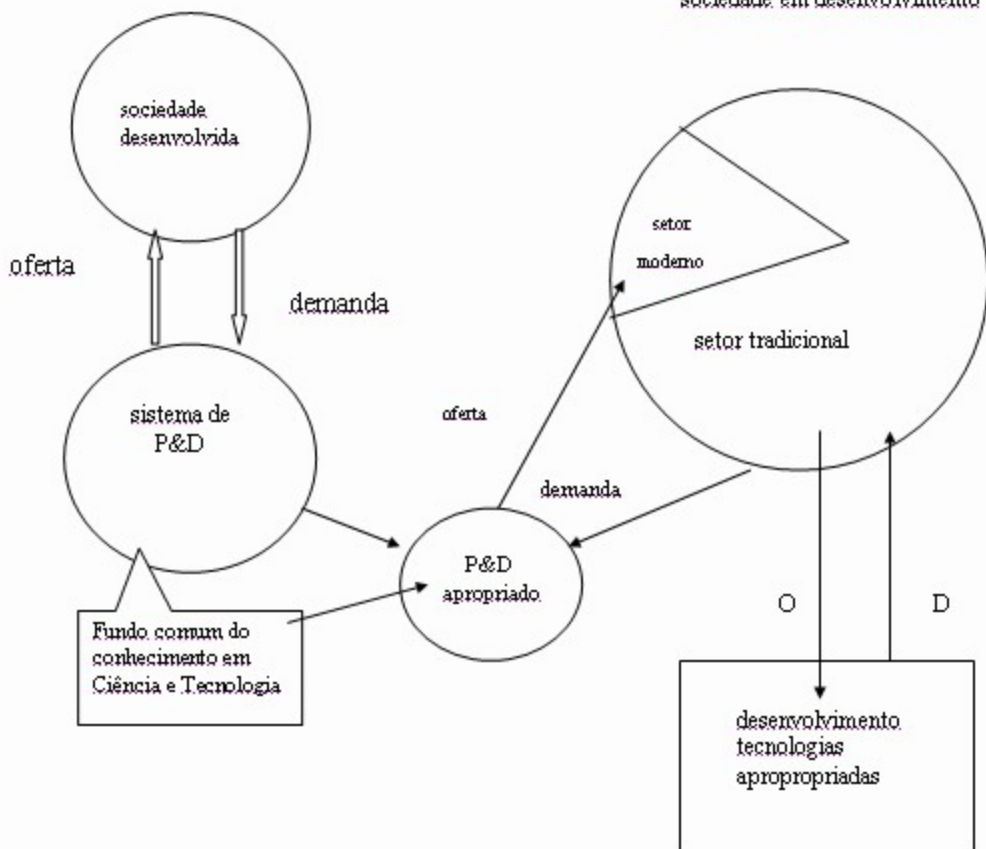 sociedade em desenvolvimento
sociedade
desenvolvida
oferta
demanda
setor
moderno
setor tradicional
sistema de
P&D
oferta
demanda
P&D
apropriado
O
D
Fundo comum do
conhecimento em
Ciência e Tecnologia
desenvolvimento
tecnologias
apropropriadas